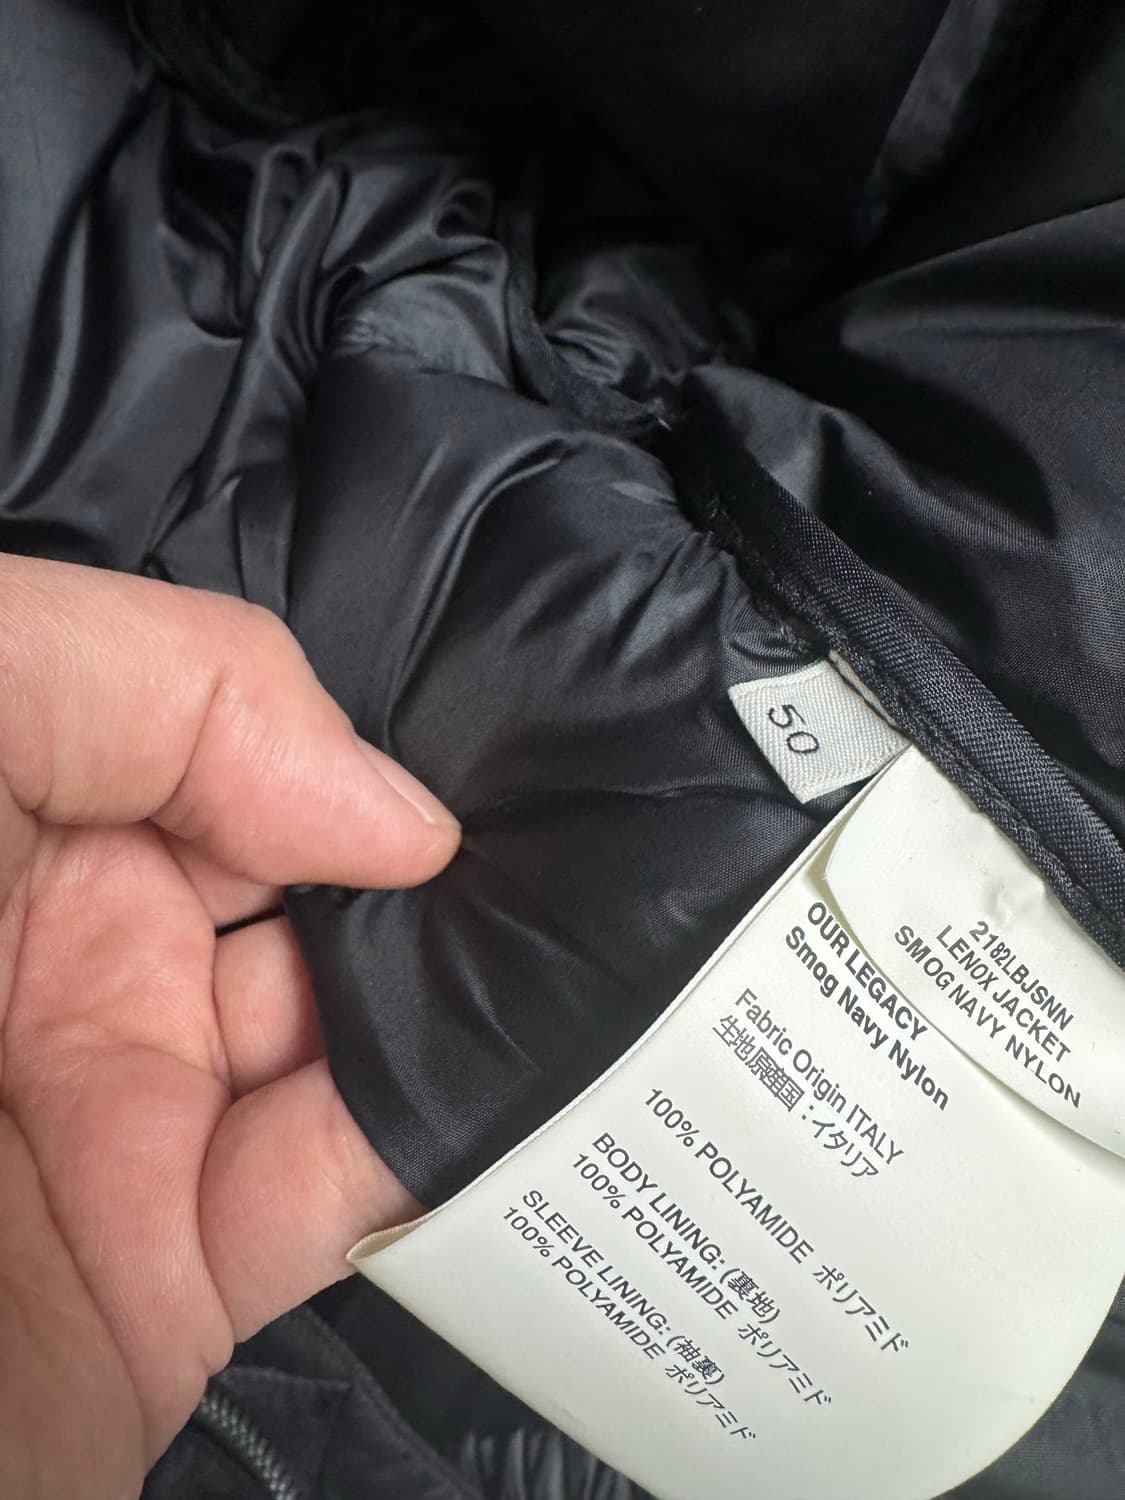 50
2182LBJSNN
LENOX JACKET
SMOG NAVY NYLON
OUR LEGACY
Smog Navy Nylon
Fabric Origin ITALY
生地原産国：イタリア
100% POLYAMIDE ポリアミド
BODY LINING: (裏地)
100% POLYAMIDE ポリアミド
SLEEVE LINING: (袖裏)
100% POLYAMIDE ポリアミド